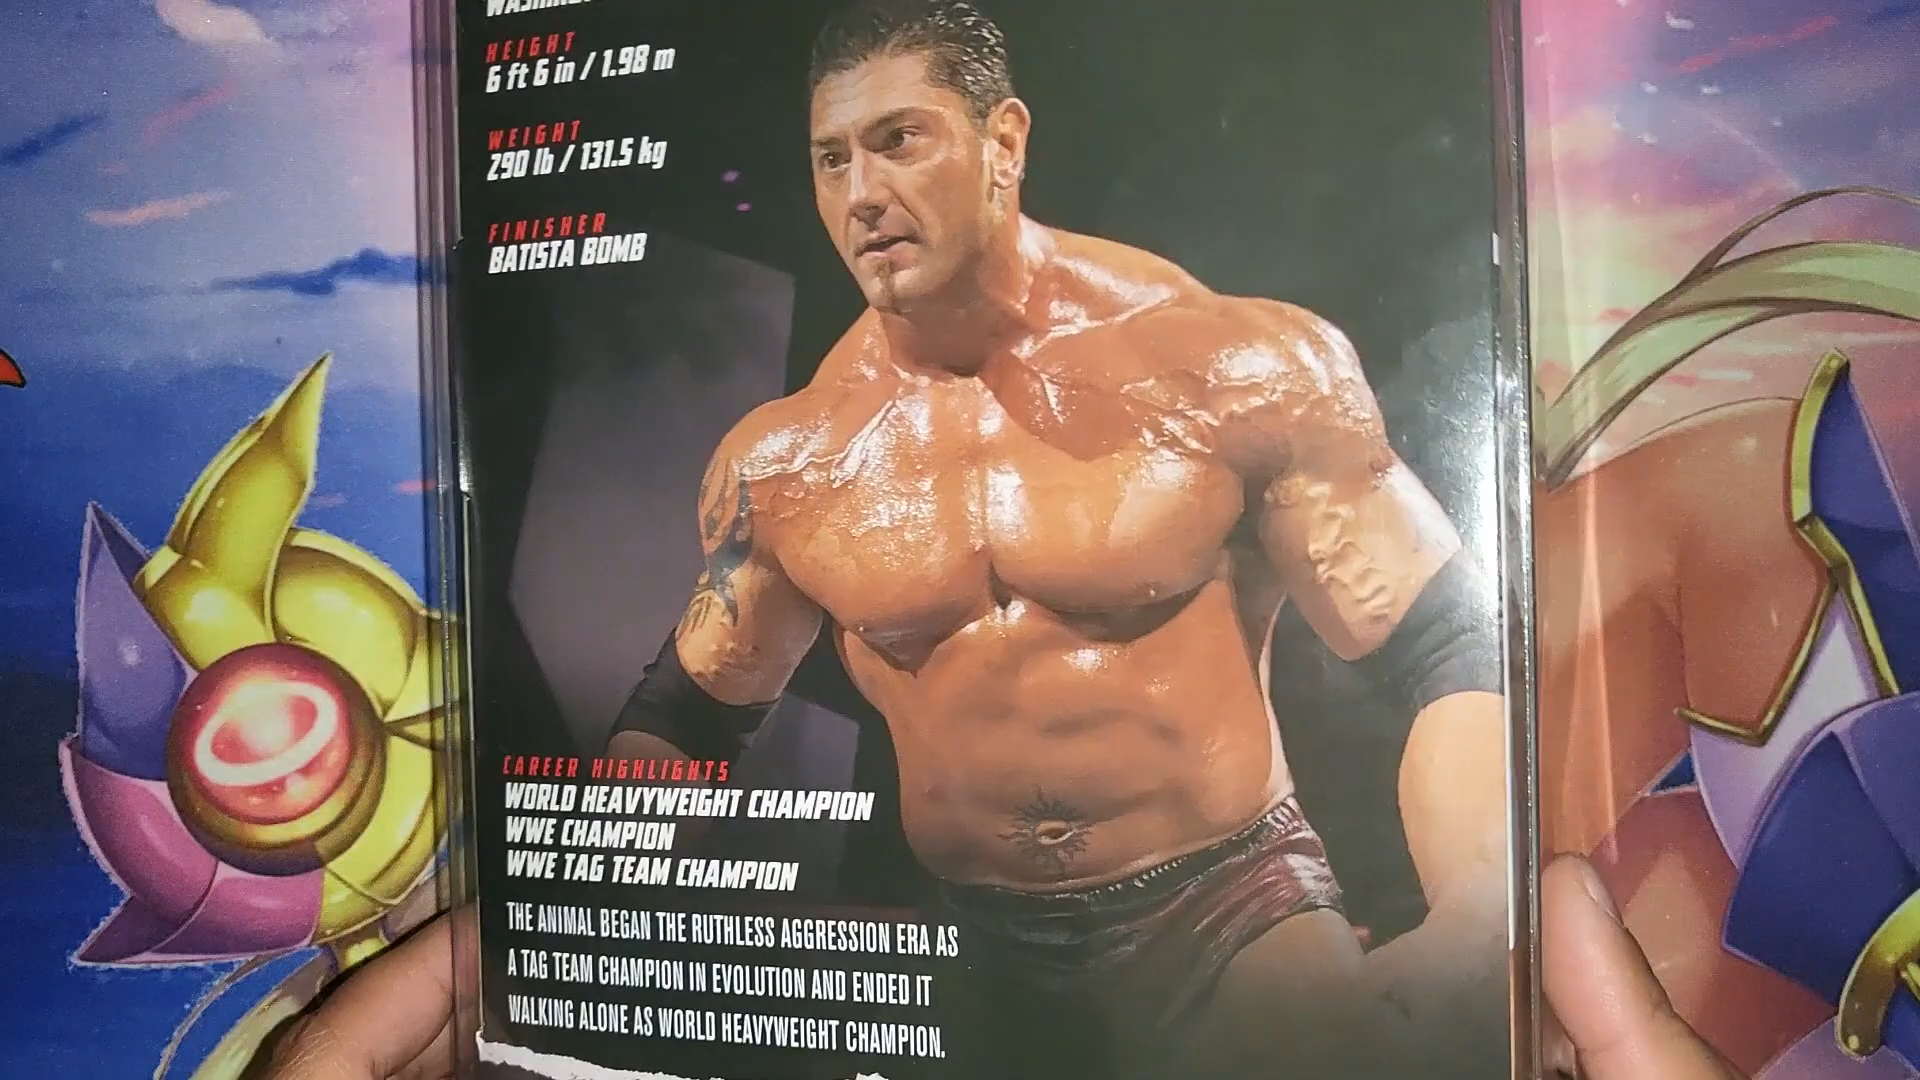 HEIGHT
6 ft 6 in / 1.98 m
WEIGHT
290 lb / 131.5 kg
FINISHER
BATISTA BOMB
CAREER HIGHLIGHTS
WORLD HEAVYWEIGHT CHAMPION
WWE CHAMPION
WWE TAG TEAM CHAMPION
THE ANIMAL BEGAN THE RUTHLESS AGGRESSION ERA AS
A TAG TEAM CHAMPION IN EVOLUTION AND ENDED IT
WALKING ALONE AS WORLD HEAVYWEIGHT CHAMPION.